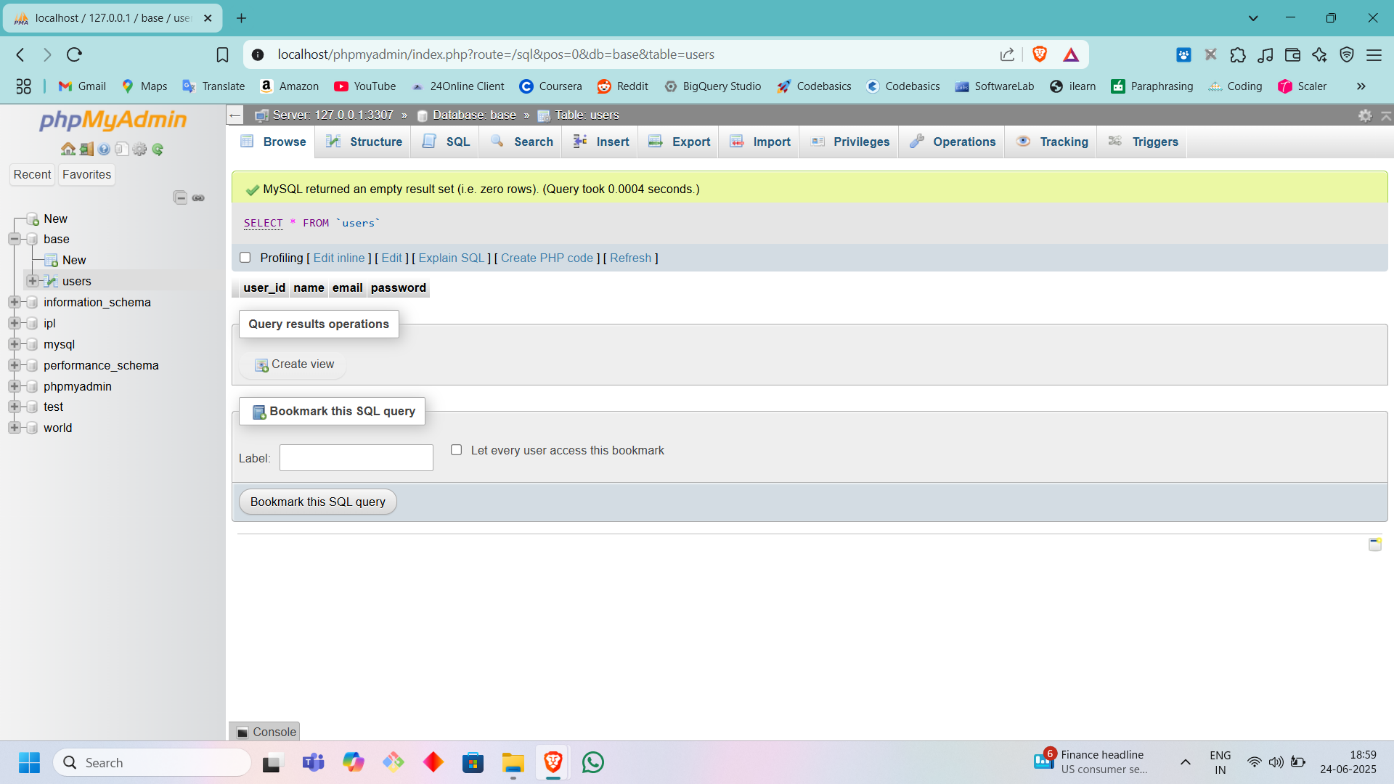 localhost / 127.0.0.1 / base / use
localhost/phpmyadmin/index.php?route=/sql&pos=0&db=base&table=users
Gmail Maps Translate Amazon YouTube 24Online Client Coursera Reddit BigQuery Studio Codebasics Codebasics SoftwareLab ilearn Paraphrasing Coding Scaler »
phpMyAdmin
Recent Favorites
New
base
New
users
information_schema
ipl
mysql
performance_schema
phpmyadmin
test
world
Server: 127.0.0.1:3307 » Database: base » Table: users
Browse Structure SQL Search Insert Export Import Privileges Operations Tracking Triggers
MySQL returned an empty result set (i.e. zero rows). (Query took 0.0004 seconds.)
SELECT * FROM `users`
Profiling [ Edit inline ] [ Edit ] [ Explain SQL ] [ Create PHP code ] [ Refresh ]
user_id name email password
Query results operations
Create view
Bookmark this SQL query
Label: Let every user access this bookmark
Bookmark this SQL query
Console
Search
6
Finance headline
US consumer se...
ENG
IN
18:59
24-06-2025